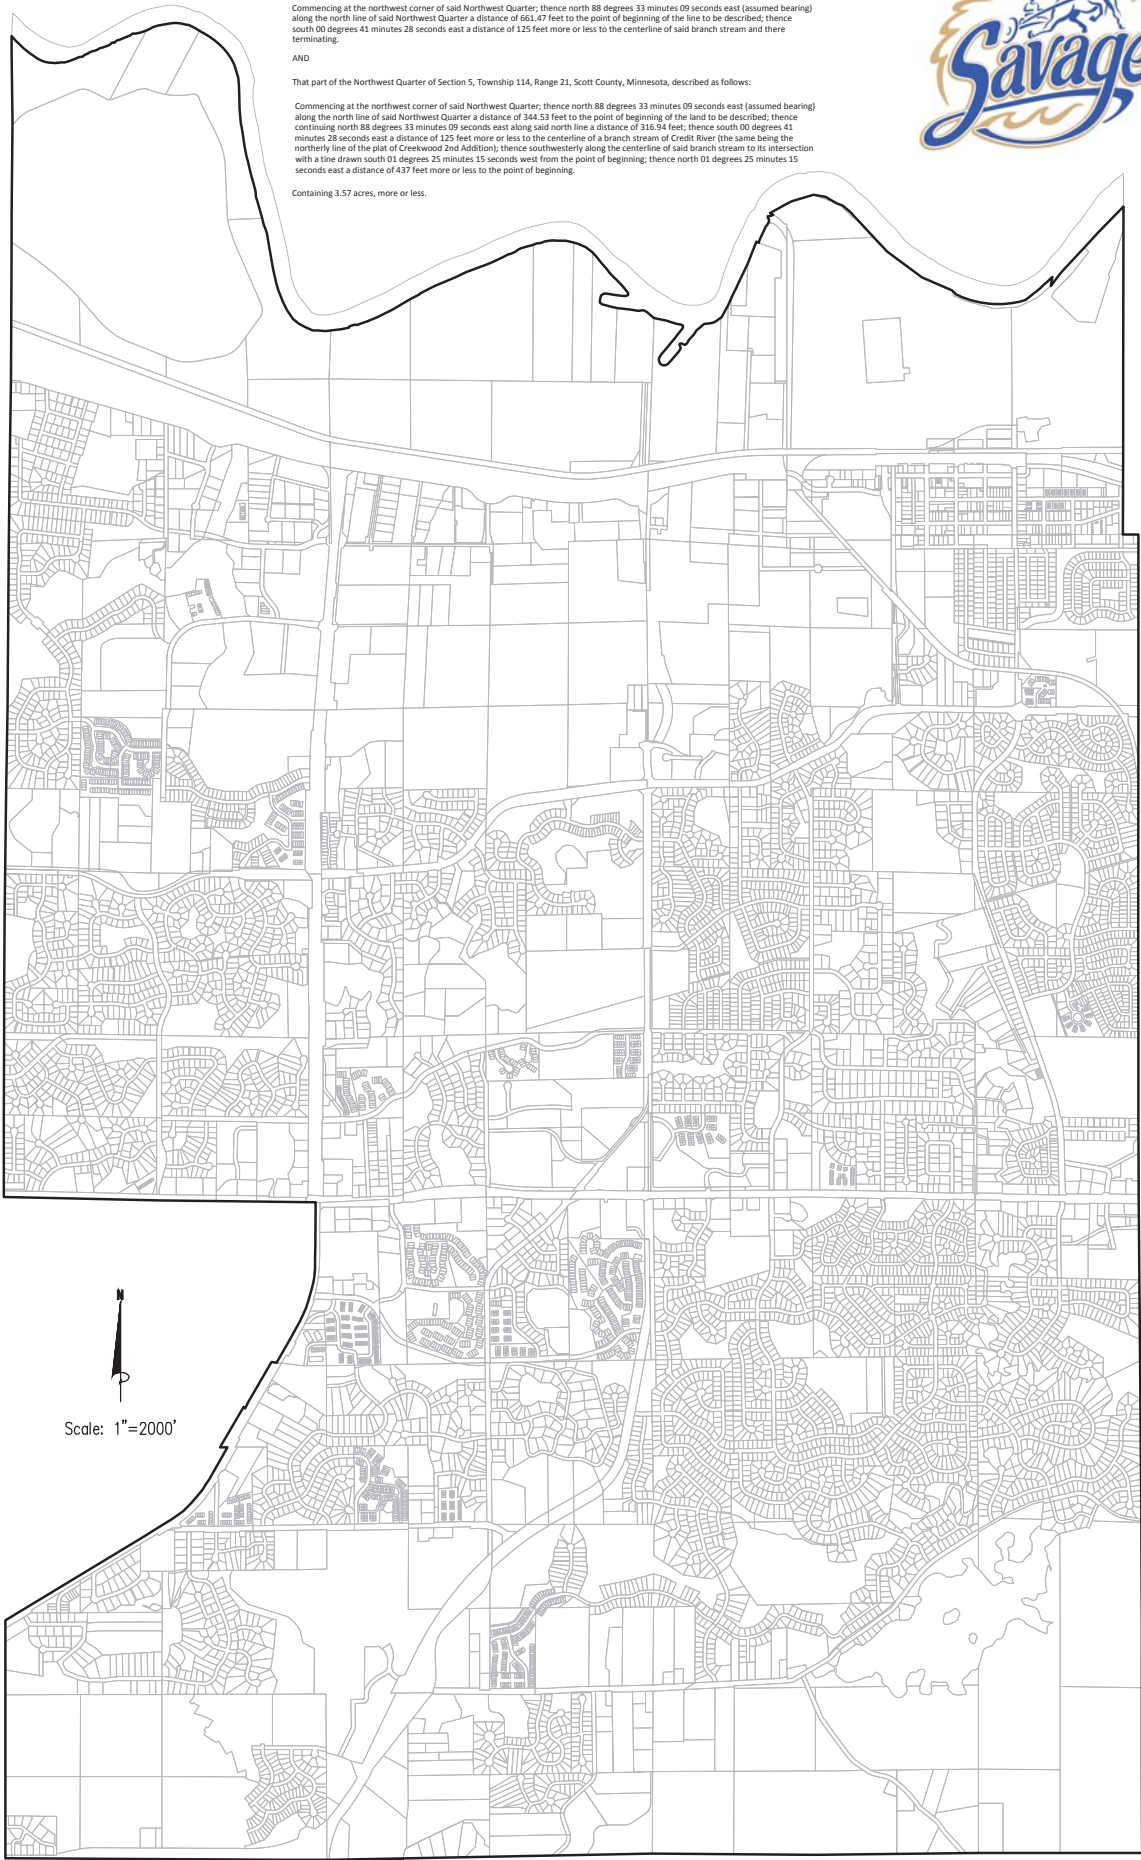 Commencing at the northwest corner of said Northwest Quarter; thence north 88 degrees 33 minutes 09 seconds east (assumed bearing)
along the north line of said Northwest Quarter a distance of 661.47 feet to the point of beginning of the line to be described; thence
south 00 degrees 41 minutes 28 seconds east a distance of 125 feet more or less to the centerline of said branch stream and there
terminating.
AND
That part of the Northwest Quarter of Section 5, Township 114, Range 21, Scott County, Minnesota, described as follows:
Commencing at the northwest corner of said Northwest Quarter; thence north 88 degrees 33 minutes 09 seconds east (assumed bearing)
along the north line of said Northwest Quarter a distance of 344.53 feet to the point of beginning of the land to be described; thence
continuing north 88 degrees 33 minutes 09 seconds east along said north line a distance of 316.94 feet; thence south 00 degrees 41
minutes 28 seconds east a distance of 125 feet more or less to the centerline of a branch stream of Credit River (the same being the
northerly line of the plat of Creekwood 2nd Addition); thence southwesterly along the centerline of said branch stream to its intersection
with a tine drawn south 01 degrees 25 minutes 15 seconds west from the point of beginning; thence north 01 degrees 25 minutes 15
seconds east a distance of 437 feet more or less to the point of beginning.
Containing 3.57 acres, more or less.
Savage
N
Scale: 1"=2000'